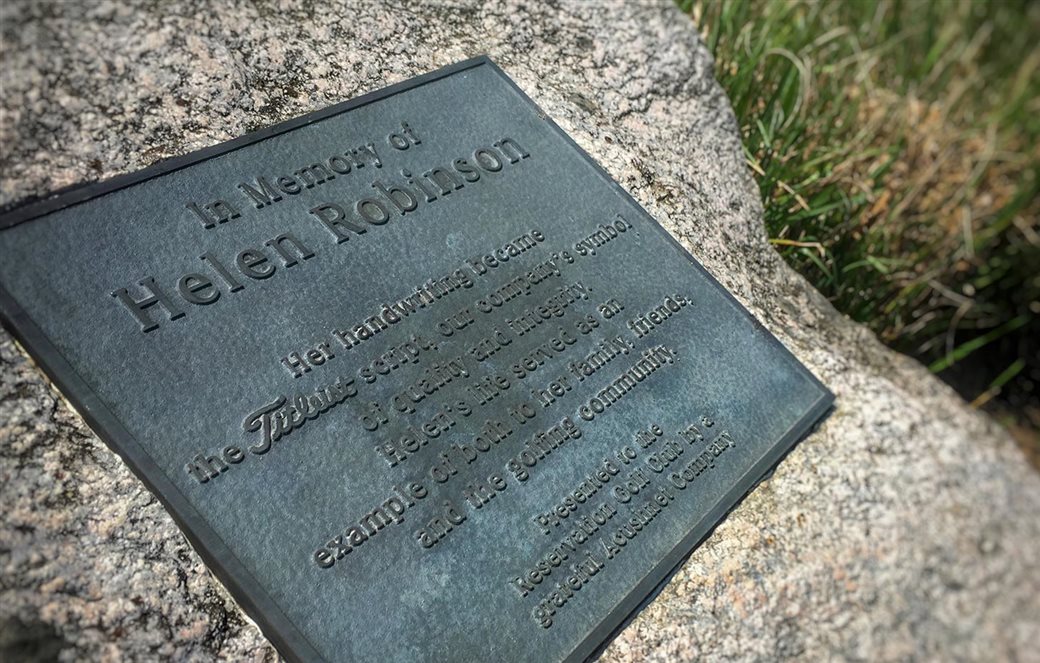 In Memory of
Helen Robinson
Her handwriting became
the Titleist script, our company's symbol
of quality and integrity.
Helen's life served as an
example of both to her family, friends,
and the golfing community.
Presented to the
Reservation Golf Club by a
grateful Acushnet Company